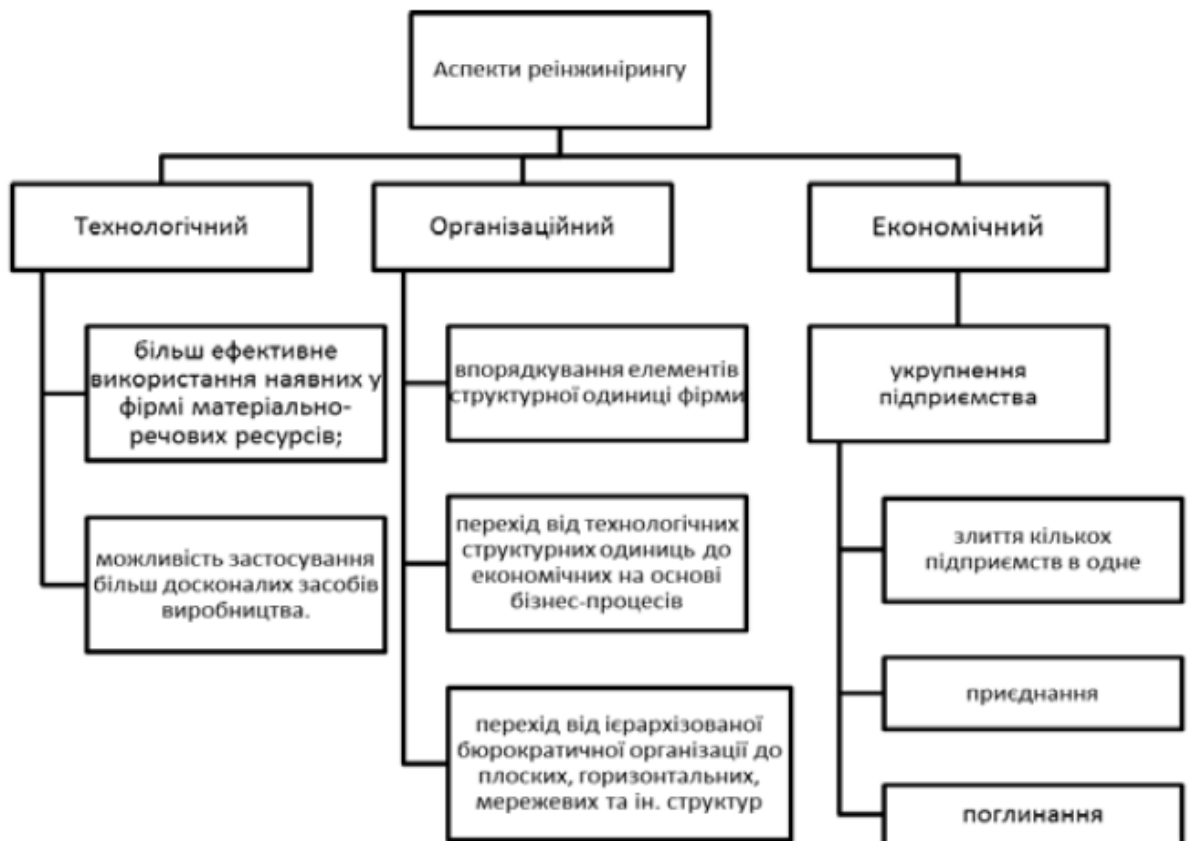 Аспекти реінжинірингу
Технологічний
більш ефективне
використання наявних у
фірмі матеріально-
речових ресурсів;
можливість застосування
більш досконалих засобів
виробництва.
Організаційний
впорядкування елементів
структурної одиниці фірми
перехід від технологічних
структурних одиниць до
економічних на основі
бізнес-процесів
перехід від ієрархізованої
бюрократичної організації до
плоских, горизонтальних,
мережевих та ін. структур
Економічний
укрупнення
підприємства
злиття кількох
підприємств в одне
приєднання
поглинання